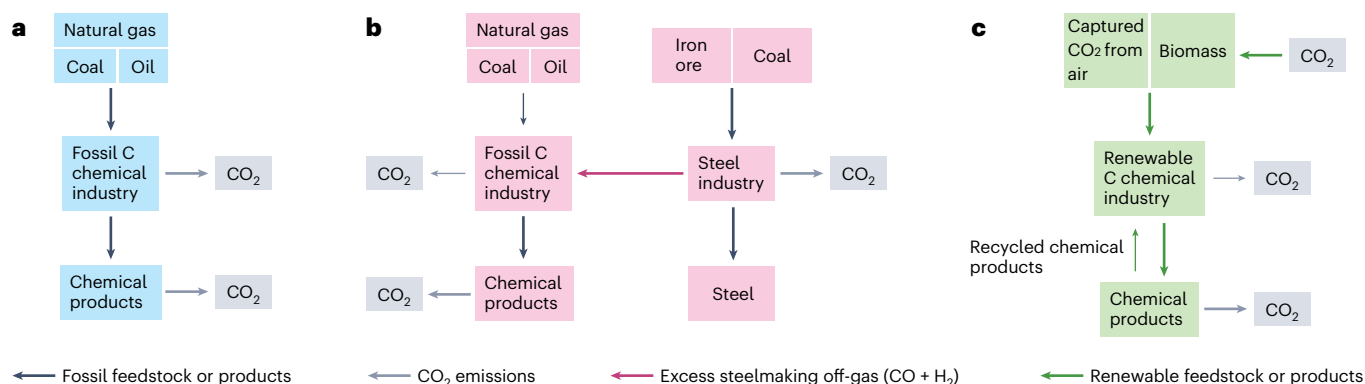 a
Natural gas
Coal
Oil
Fossil C
chemical
industry
CO₂
Chemical
products
CO₂
b
Natural gas
Coal
Oil
Iron
ore
Coal
CO₂
Fossil C
chemical
industry
Steel
industry
CO₂
CO₂
Chemical
products
Steel
c
Captured
CO2 from
air
Biomass
CO₂
Renewable
C chemical
industry
CO₂
Recycled chemical
products
Chemical
products
CO₂
Fossil feedstock or products
CO₂ emissions
Excess steelmaking off-gas (CO + H₂)
Renewable feedstock or products